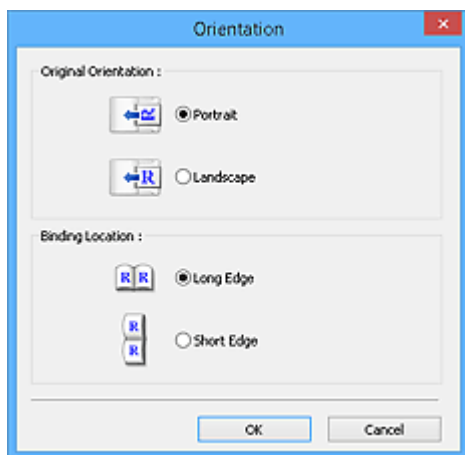 Orientation
Original Orientation :
R
Portrait
R
Landscape
Binding Location :
R R
Long Edge
R
R
Short Edge
OK Cancel